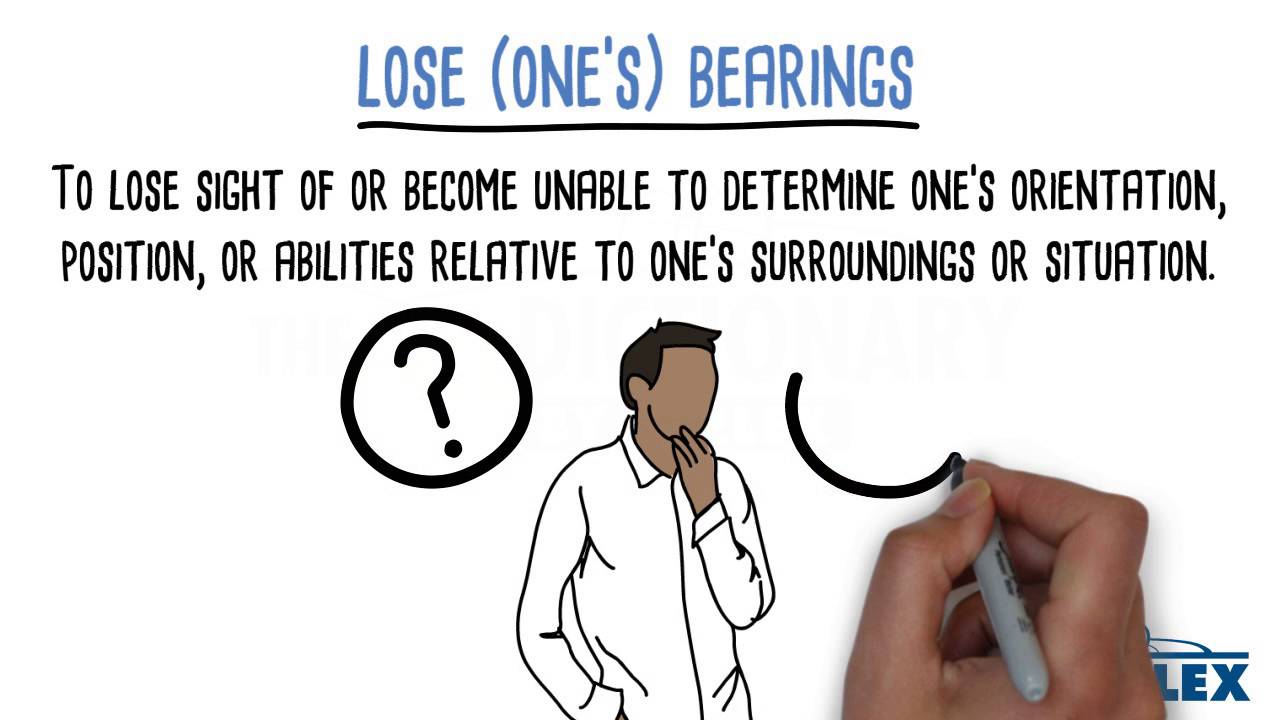 LOSE (ONE'S) BEARINGS
TO LOSE SIGHT OF OR BECOME UNABLE TO DETERMINE ONE'S ORIENTATION,
POSITION, OR ABILITIES RELATIVE TO ONE'S SURROUNDINGS OR SITUATION.
THE DICTIONARY
?
LEX